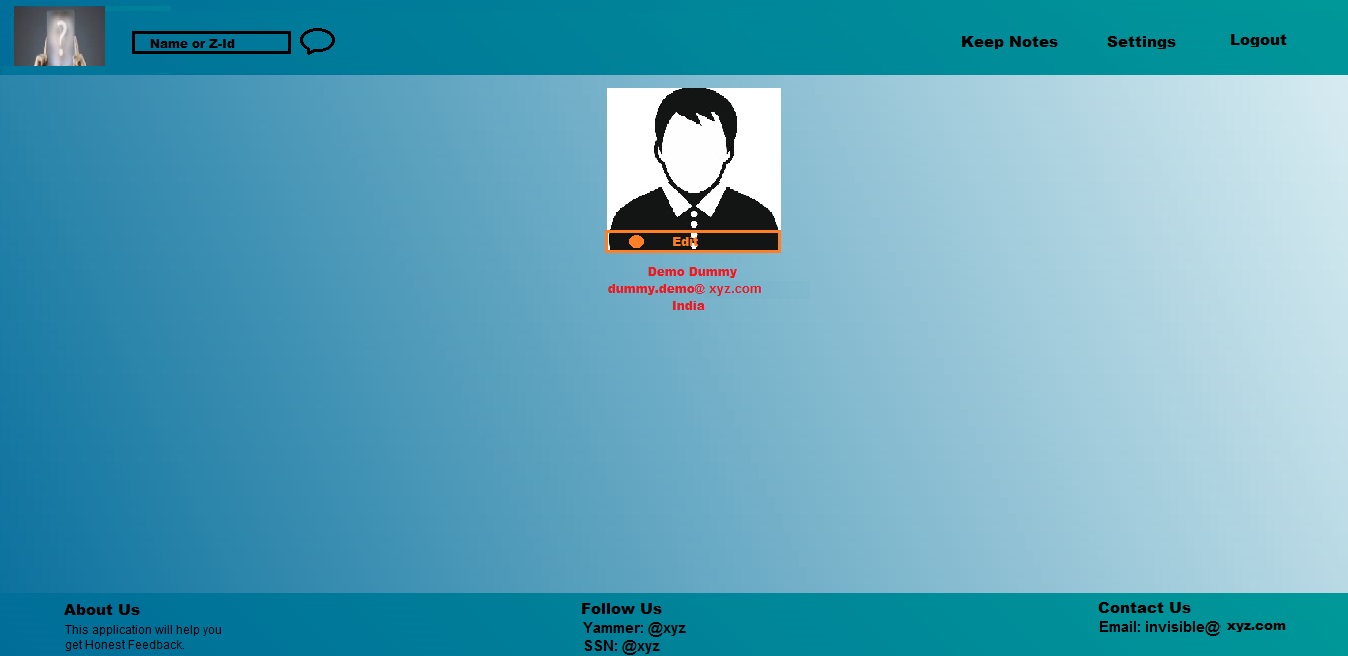 Name or Z-Id
Keep Notes
Settings
Logout
Edit
Demo Dummy
dummy.demo@ xyz.com
India
About Us
This application will help you
get Honest Feedback.
Follow Us
Yammer: @xyz
SSN: @xyz
Contact Us
Email: invisible@ xyz.com
?